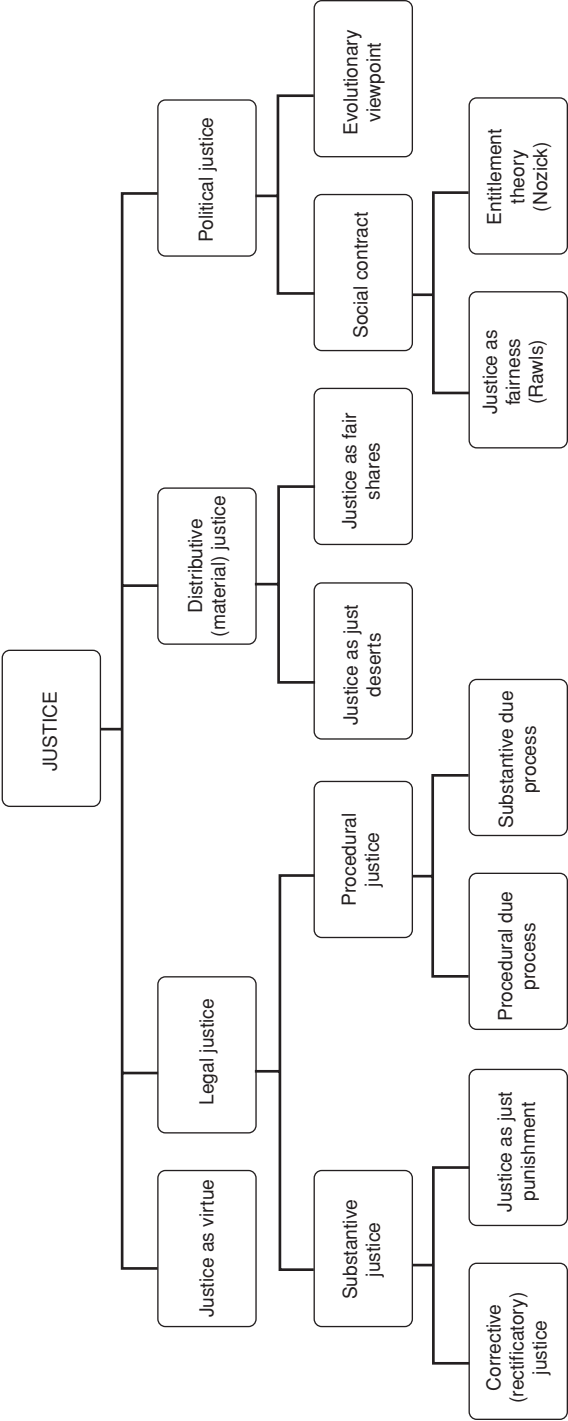 JUSTICE
Justice as virtue
Legal justice
Distributive
(material) justice
Political justice
Substantive
justice
Procedural
justice
Justice as just
deserts
Justice as fair
shares
Social contract
Evolutionary
viewpoint
Corrective
(rectificatory)
justice
Justice as just
punishment
Procedural due
process
Substantive due
process
Justice as
fairness
(Rawls)
Entitlement
theory
(Nozick)